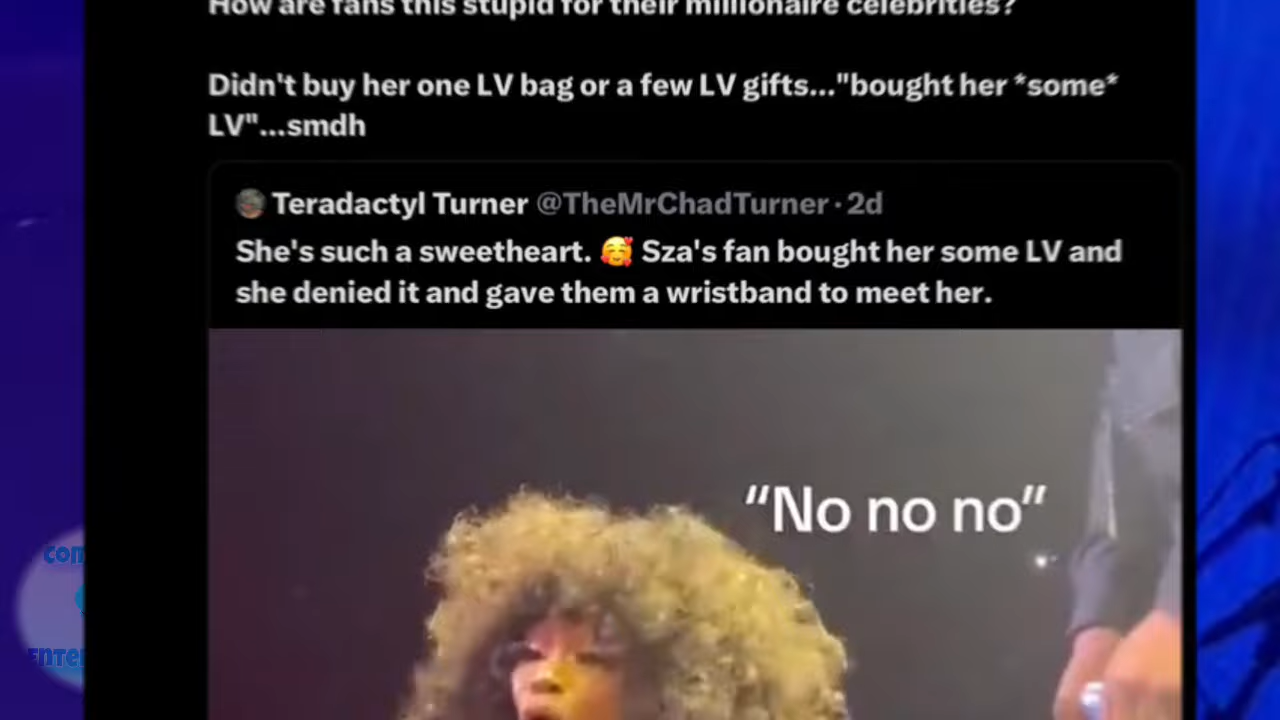 How are fans this stupid for their millionaire celebrities?
Didn't buy her one LV bag or a few LV gifts..."bought her *some*
LV"...smdh
Teradactyl Turner @TheMrChadTurner · 2d
She's such a sweetheart. 🥰 Sza's fan bought her some LV and
she denied it and gave them a wristband to meet her.
“No no no”